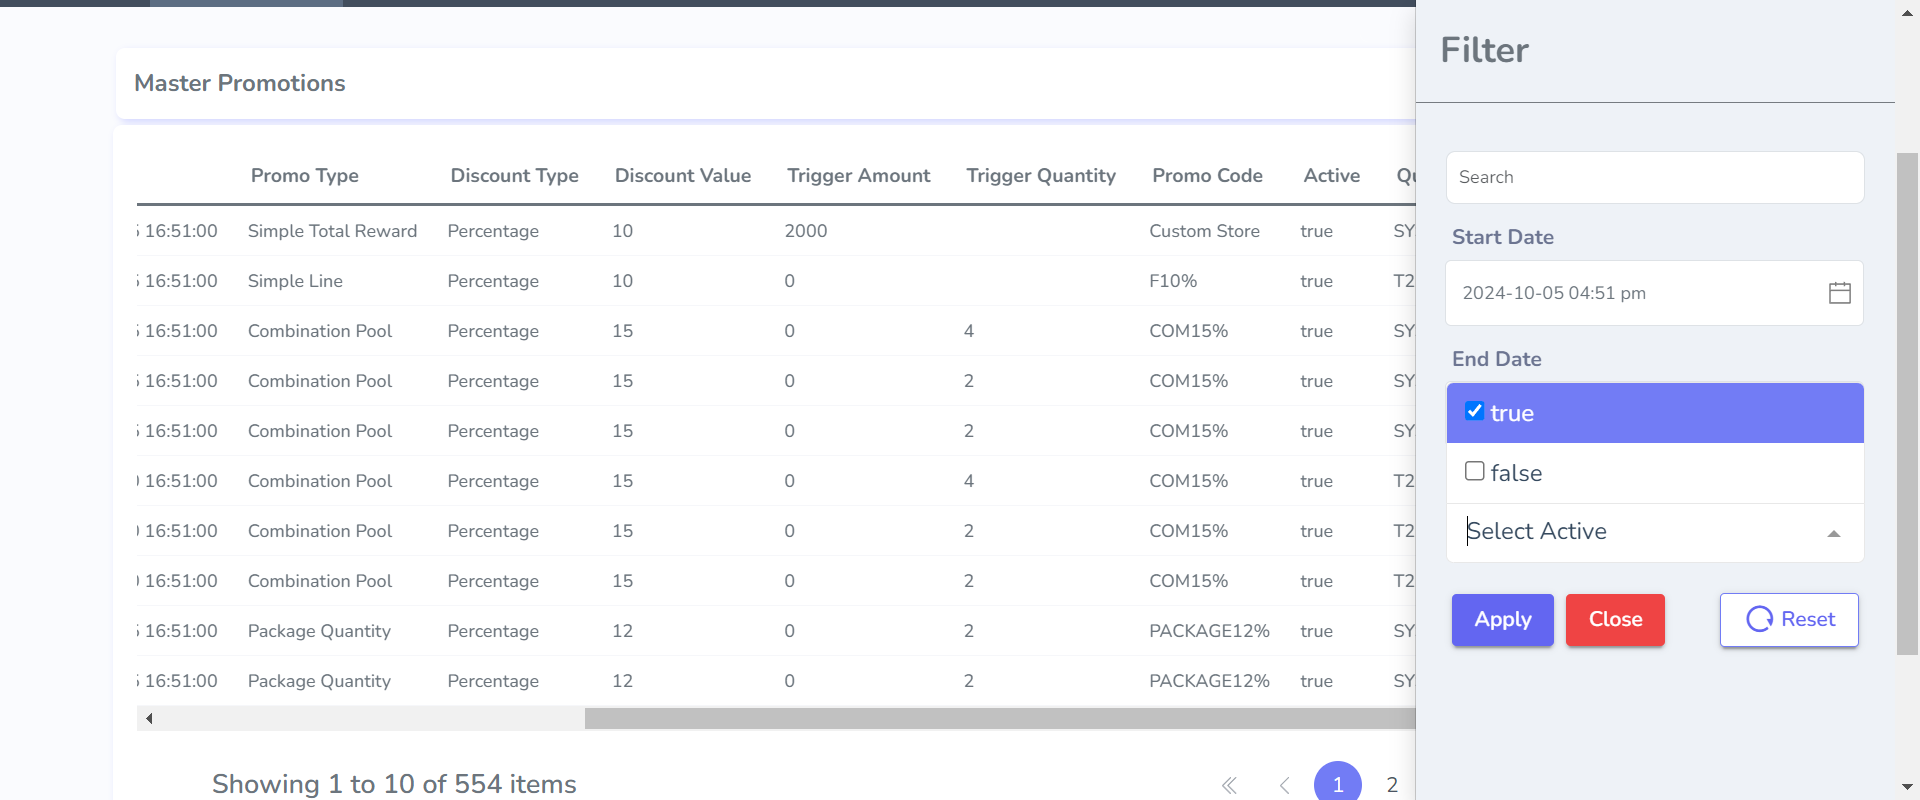 Master Promotions
Promo Type Discount Type Discount Value Trigger Amount Trigger Quantity Promo Code Active
16:51:00 Simple Total Reward Percentage 10 2000 Custom Store true SY
16:51:00 Simple Line Percentage 10 0 F10% true T2
16:51:00 Combination Pool Percentage 15 0 4 COM15% true SY
16:51:00 Combination Pool Percentage 15 0 2 COM15% true SY
16:51:00 Combination Pool Percentage 15 0 2 COM15% true SY
16:51:00 Combination Pool Percentage 15 0 4 COM15% true T2
16:51:00 Combination Pool Percentage 15 0 2 COM15% true T2
16:51:00 Combination Pool Percentage 15 0 2 COM15% true T2
16:51:00 Package Quantity Percentage 12 0 2 PACKAGE12% true SY
16:51:00 Package Quantity Percentage 12 0 2 PACKAGE12% true SY
Showing 1 to 10 of 554 items
1 2
Filter
Search
Start Date
2024-10-05 04:51 pm
End Date
true
false
Select Active
Apply Close Reset